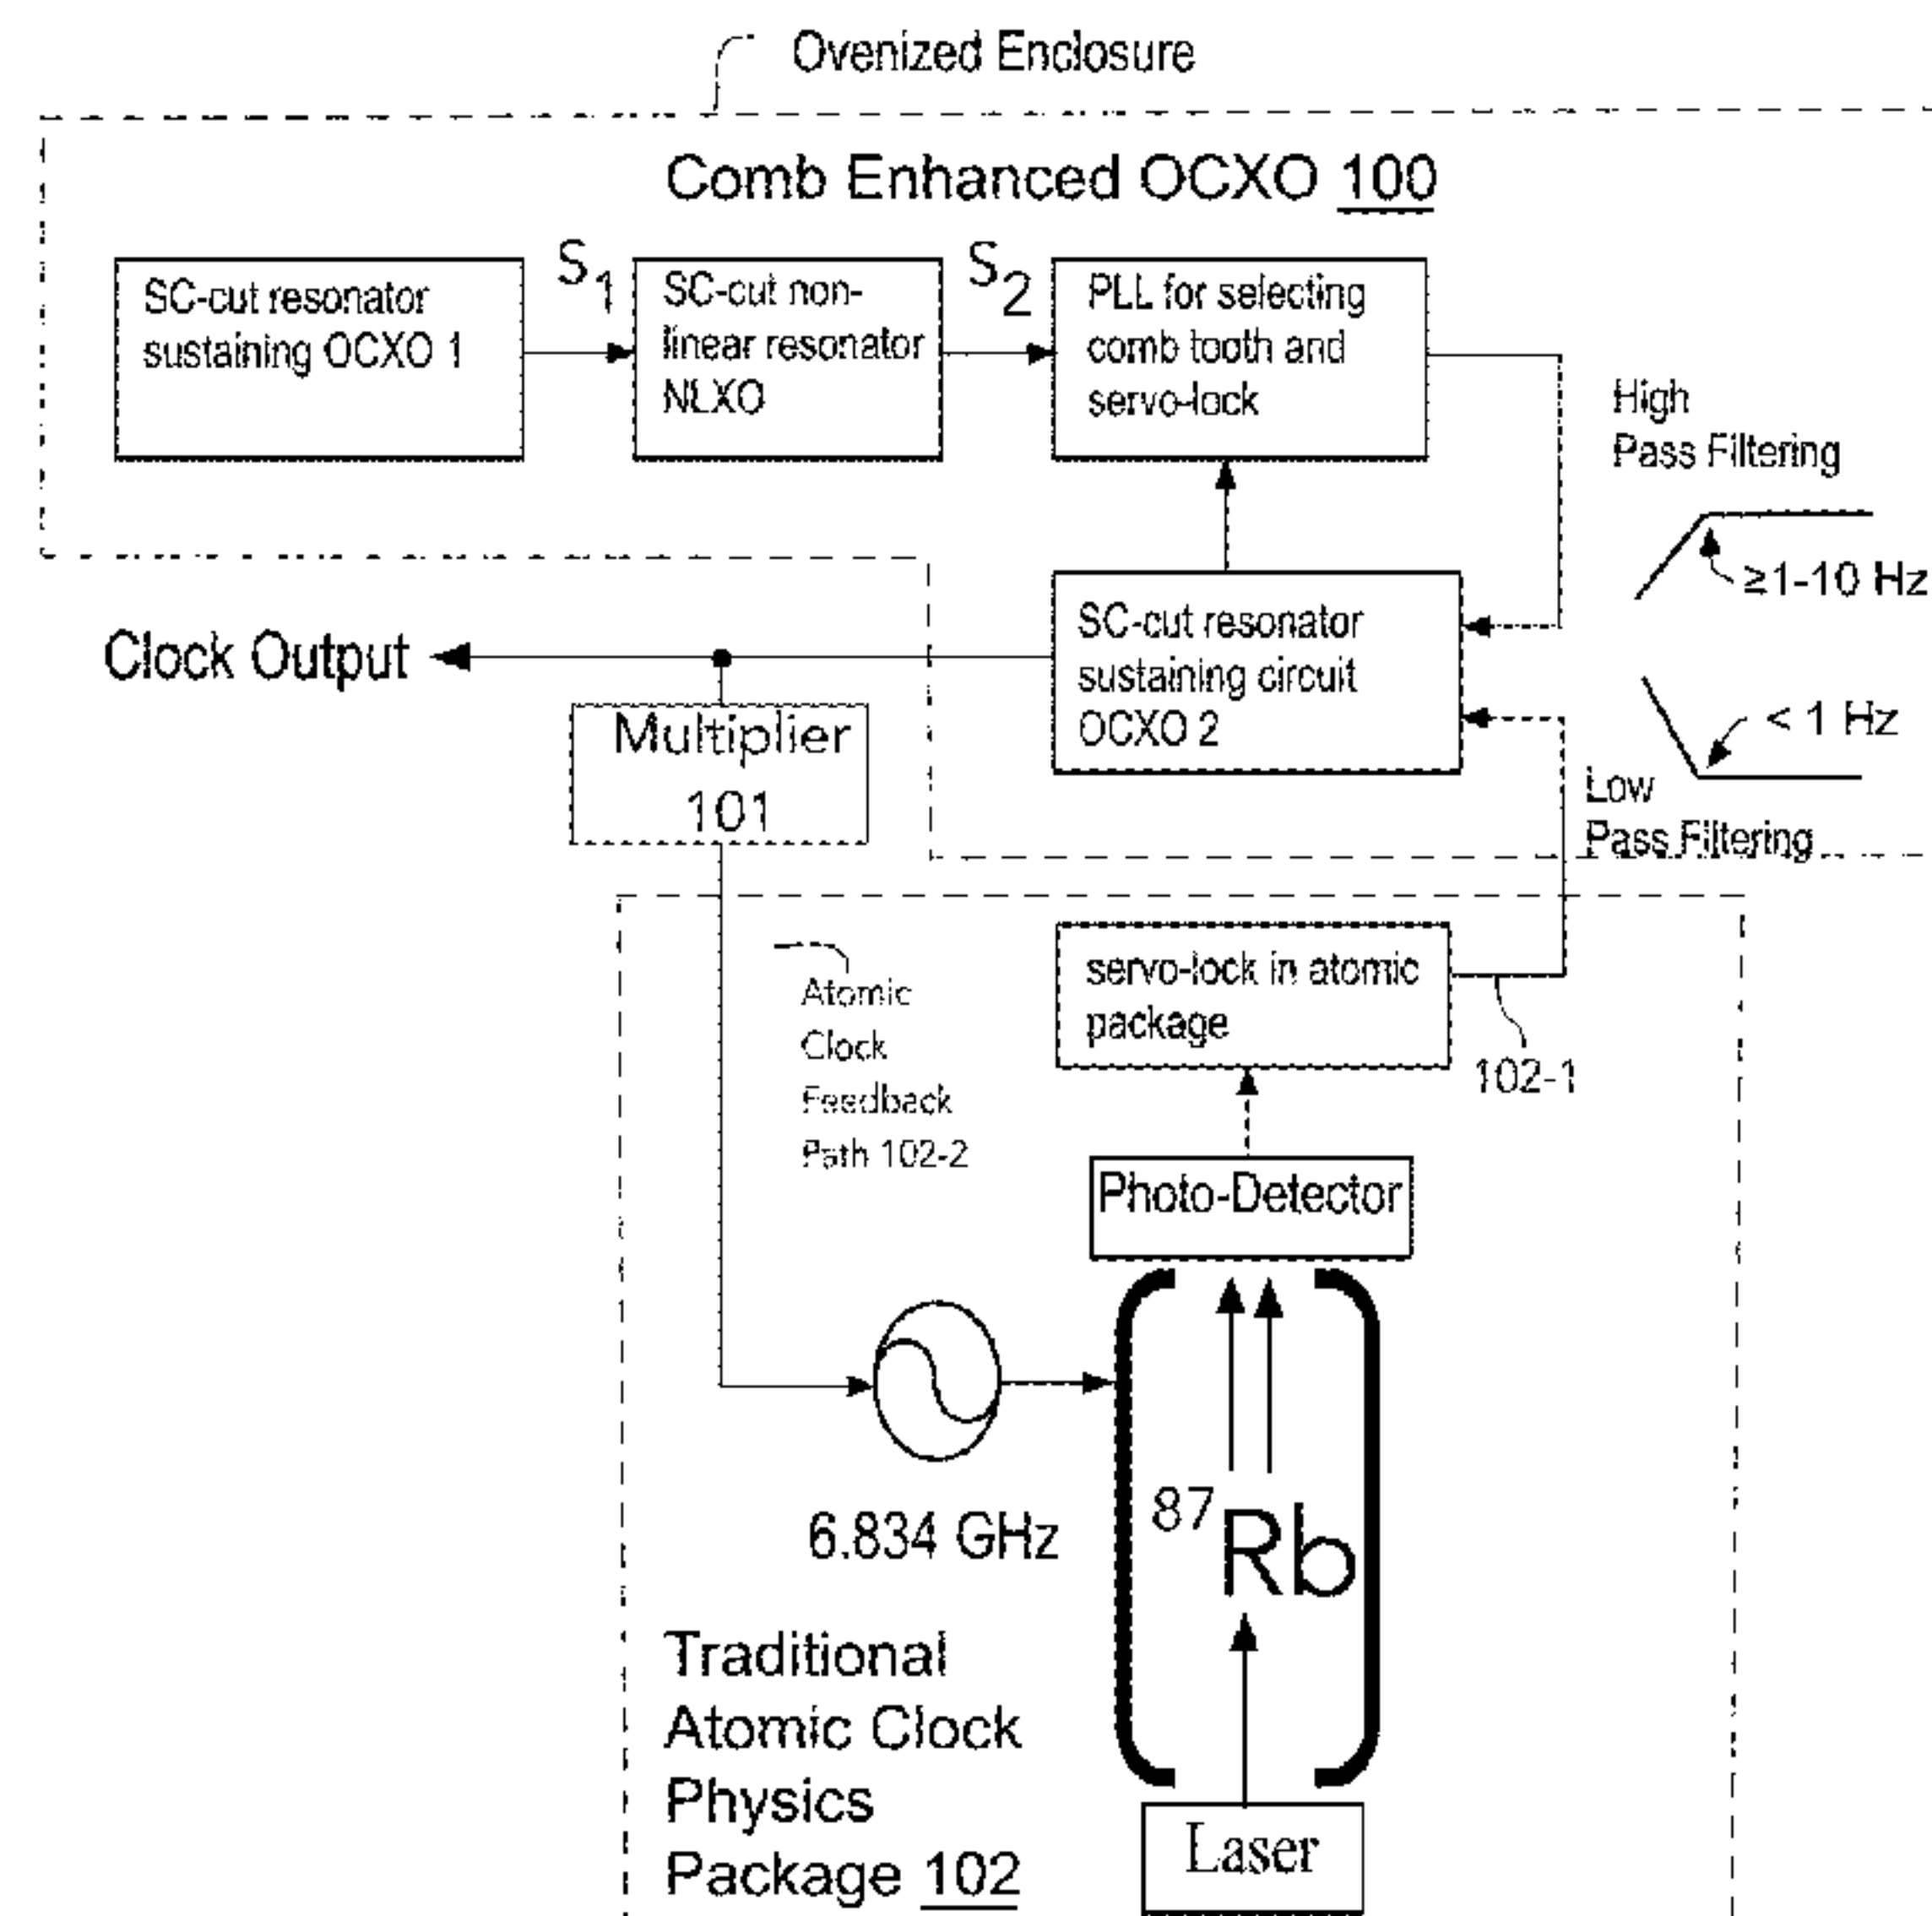 Ovenized Enclosure
Comb Enhanced OCXO 100
SC-cut resonator
sustaining OCXO 1
S1
SC-cut non-
linear resonator
NLXO
S2
PLL for selecting
comb tooth and
servo-lock
High
Pass Filtering
≥1-10 Hz
SC-cut resonator
sustaining circuit
OCXO 2
Clock Output
< 1 Hz
Low
Pass Filtering
Multiplier
101
servo-lock in atomic
package
102-1
Atomic
Clock
Feedback
Path 102-2
Photo-Detector
6.834 GHz
87Rb
Traditional
Atomic Clock
Physics
Package 102
Laser